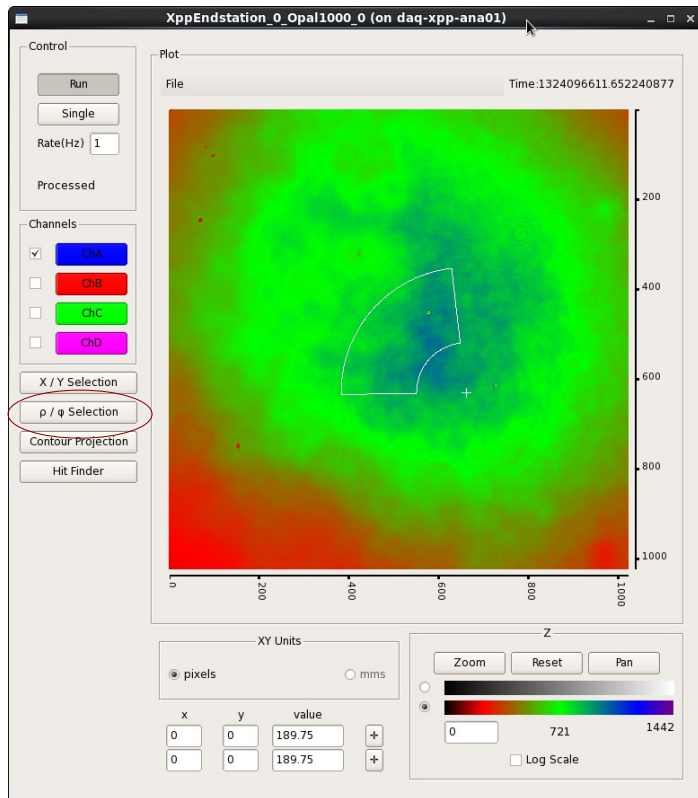 XppEndstation_0_Opal1000_0 (on daq-xpp-ana01)
Control
Run
Single
Rate(Hz) 1
Processed
Channels
ChA
ChB
ChC
ChD
X / Y Selection
ρ / φ Selection
Contour Projection
Hit Finder
Plot
File
Time:1324096611.652240877
200
400
600
800
1000
0 200 400 600 800 1000
XY Units
pixels mms
x y value
0 0 189.75
0 0 189.75
Z
Zoom Reset Pan
0 721 1442
Log Scale